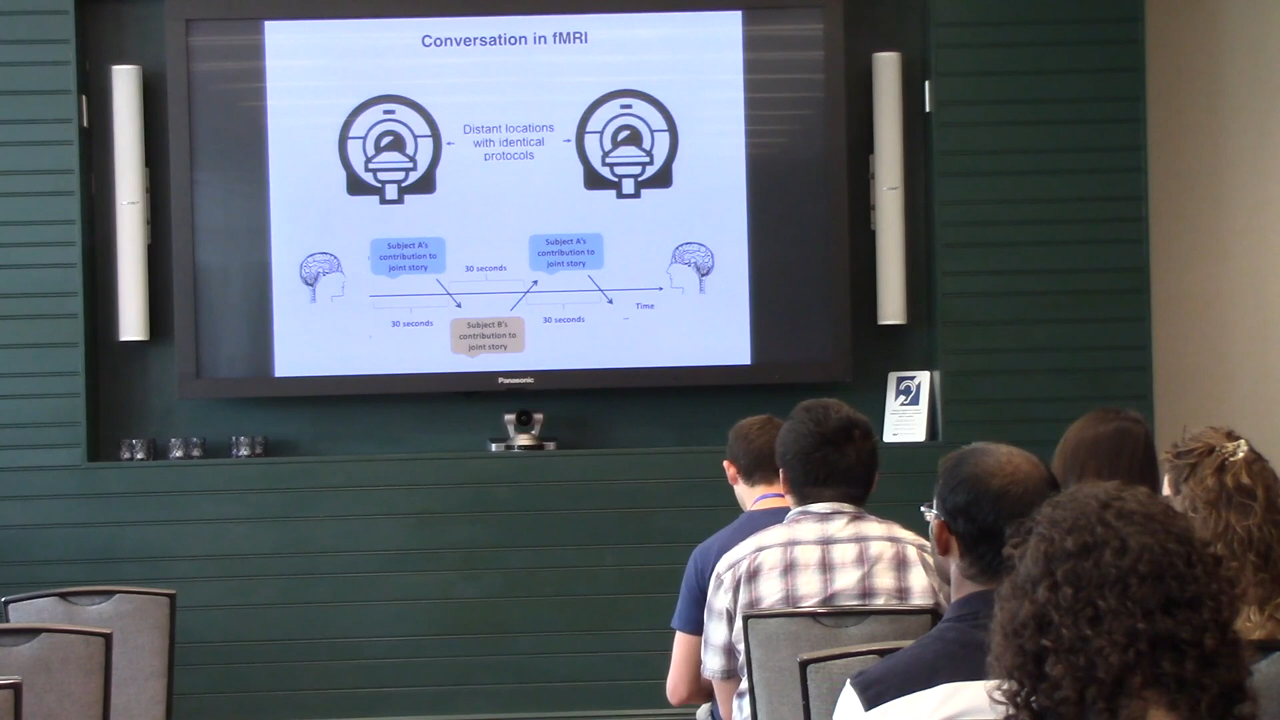 Conversation in fMRI
Distant locations
with identical
protocols
Subject A's
contribution to
joint story
Subject A's
contribution to
joint story
30 seconds
Time
30 seconds
30 seconds
Subject B's
contribution to
joint story
Panasonic